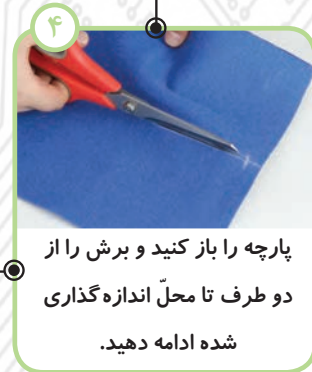 ۴
پارچه را باز کنید و برش را از
دو طرف تا محلّ اندازه‌گذاری
شده ادامه دهید.